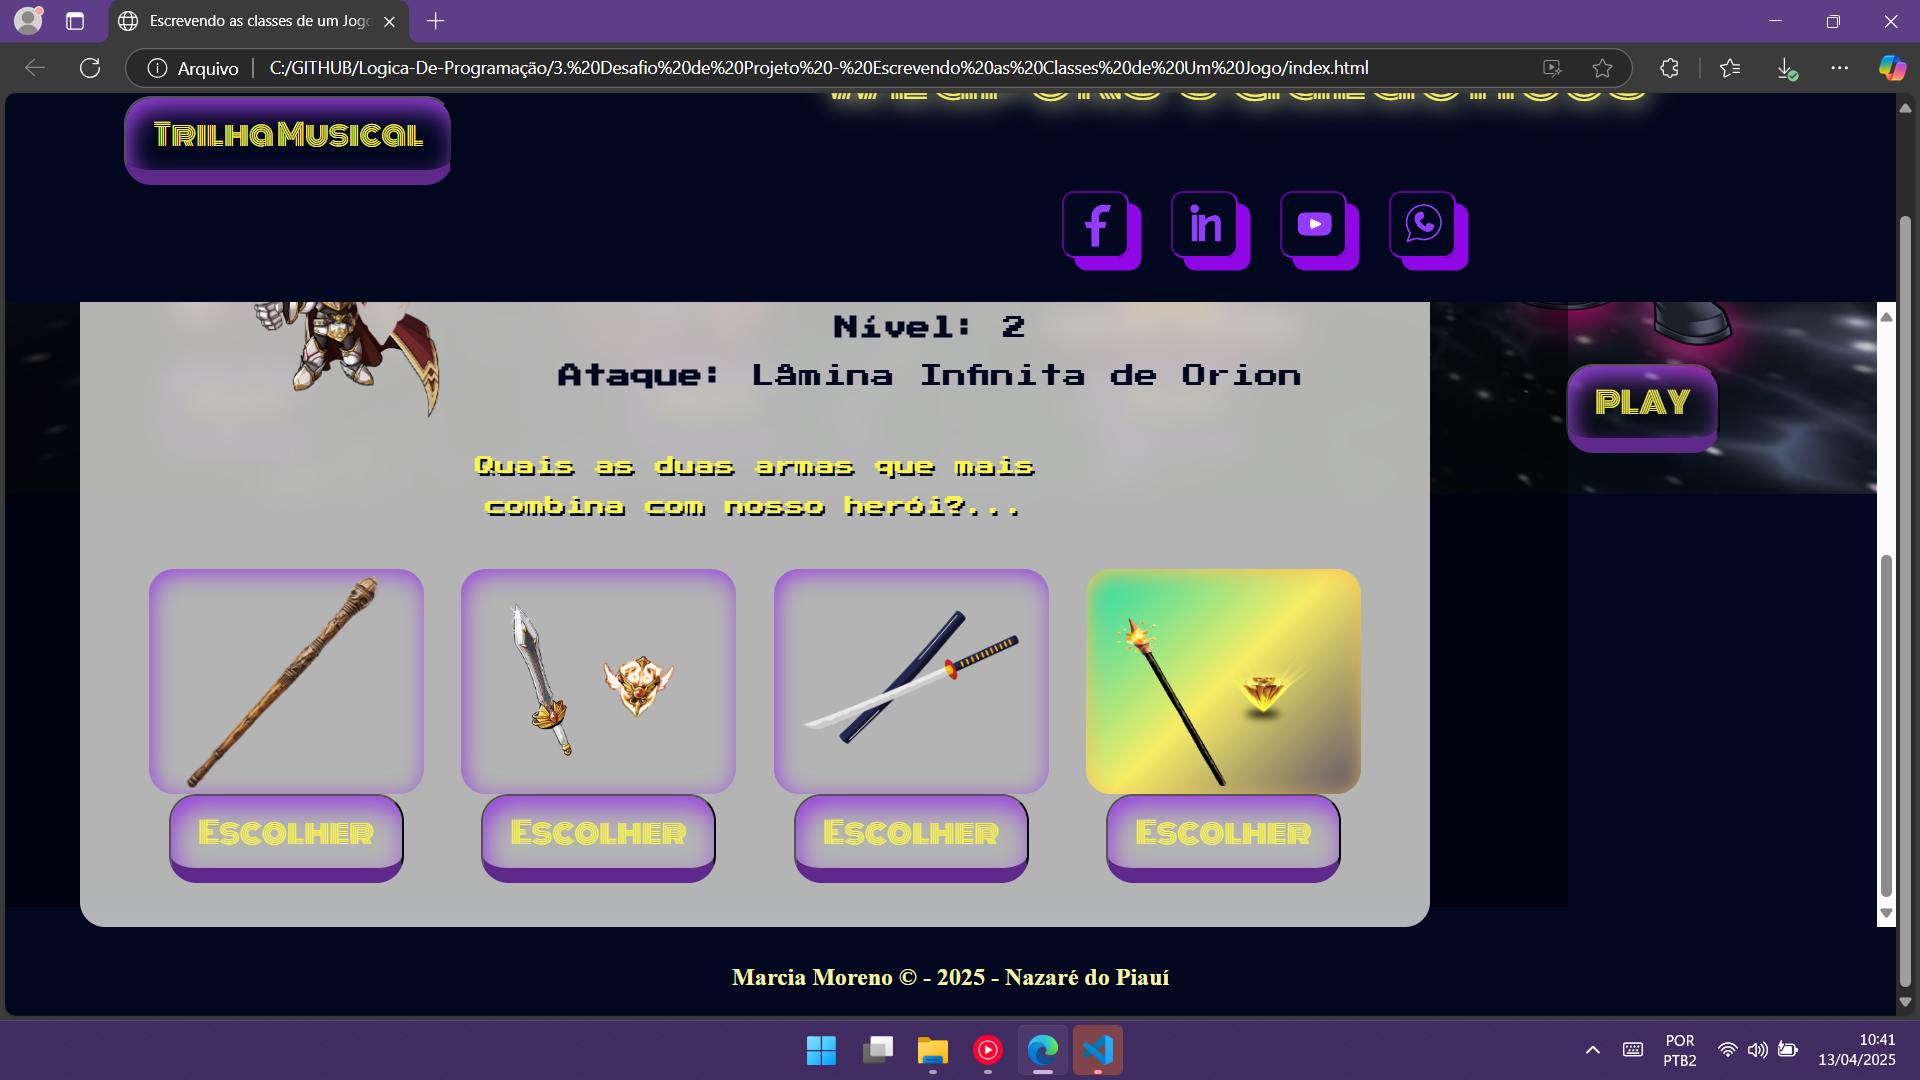 Escrevendo as classes de um Jogo
Arquivo
C:/GITHUB/Logica-De-Programação/3.%20Desafio%20de%20Projeto%20-%20Escrevendo%20as%20Classes%20de%20Um%20Jogo/index.html
Trilha Musical
Nível: 2
Ataque: Lâmina Infinita de Orion
PLAY
Quais as duas armas que mais
combina com nosso herói?...
Escolher
Escolher
Escolher
Escolher
Marcia Moreno © - 2025 - Nazaré do Piauí
POR
PTB2
10:41
13/04/2025